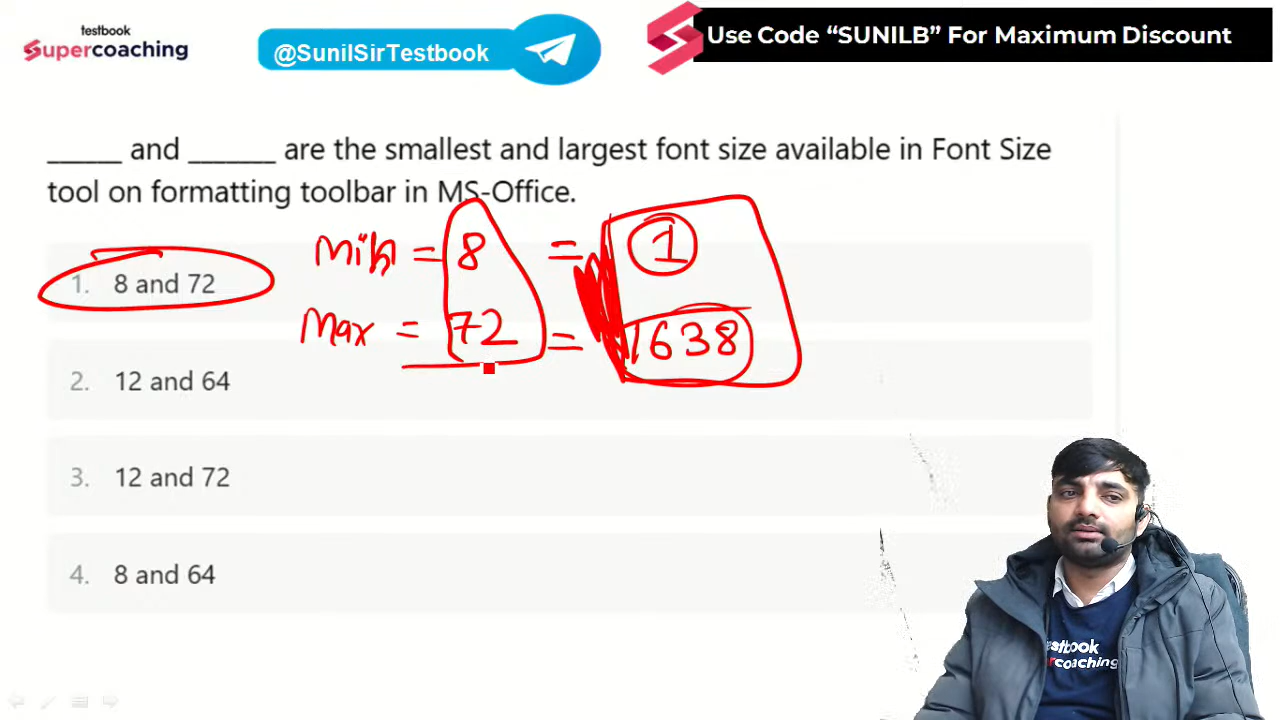 testbook
Supercoaching
@SunilSirTestbook
Use Code “SUNILB” For Maximum Discount
______ and _______ are the smallest and largest font size available in Font Size
tool on formatting toolbar in MS-Office.
Min = 8 = 1
1. 8 and 72
Max = 72 = 1638
2. 12 and 64
3. 12 and 72
4. 8 and 64
testbook
ercoaching